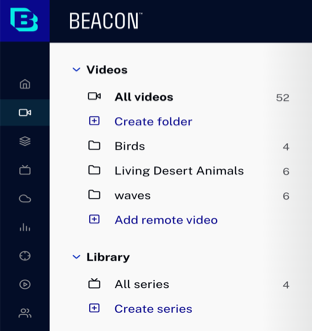 BEACON™
Videos
All videos 52
Create folder
Birds 4
Living Desert Animals 6
waves 6
Add remote video
Library
All series 4
Create series